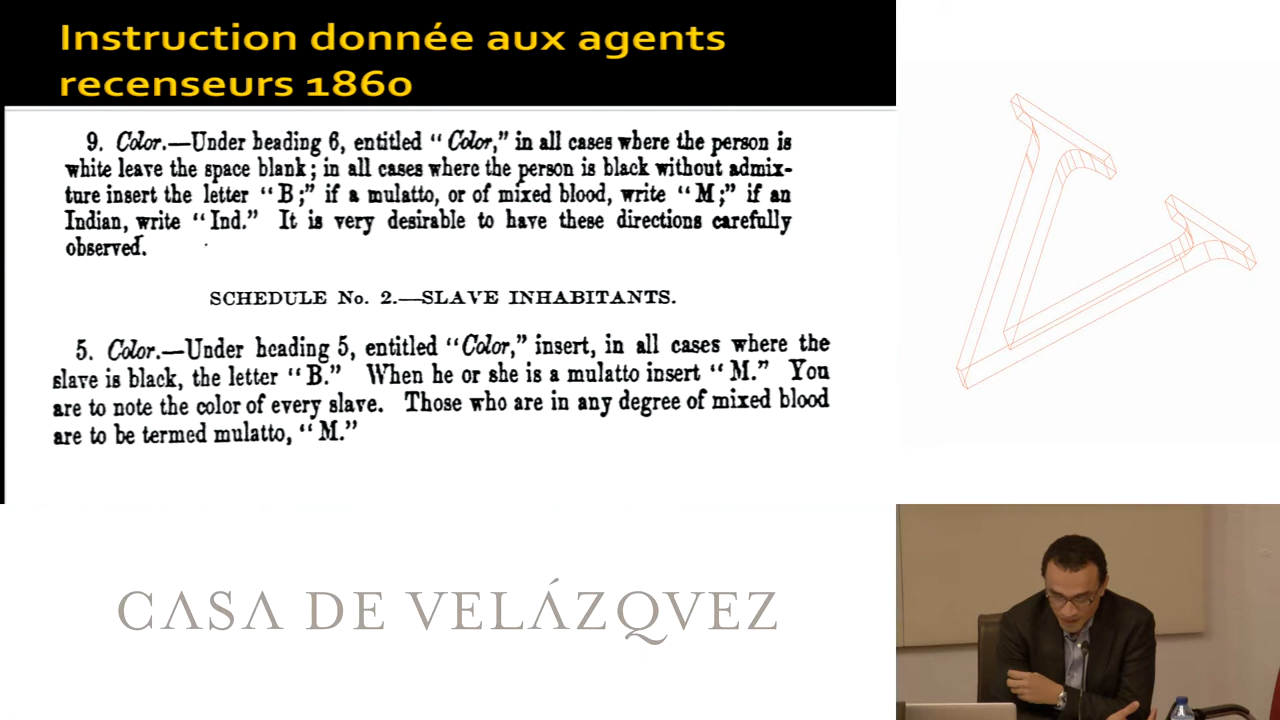 Instruction donnée aux agents
recenseurs 1860
9. Color.—Under heading 6, entitled “Color,” in all cases where the person is
white leave the space blank; in all cases where the person is black without admix-
ture insert the letter “B;” if a mulatto, or of mixed blood, write “M;” if an
Indian, write “Ind.” It is very desirable to have these directions carefully
observed.
SCHEDULE No. 2.—SLAVE INHABITANTS.
5. Color.—Under heading 5, entitled “Color,” insert, in all cases where the
slave is black, the letter “B.” When he or she is a mulatto insert “M.” You
are to note the color of every slave. Those who are in any degree of mixed blood
are to be termed mulatto, “M.”
CASA DE VELÁZQVEZ